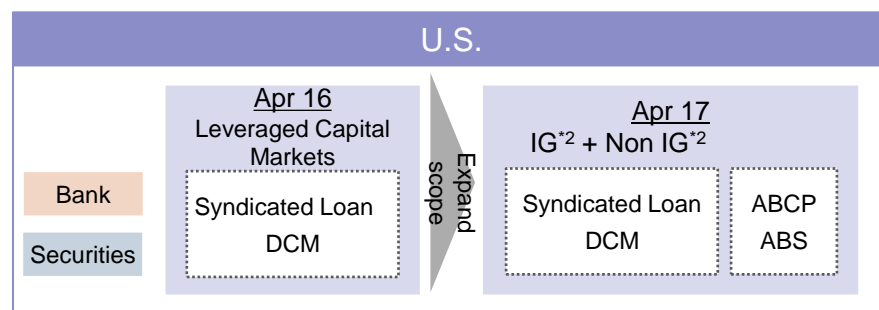 U.S.
Bank
Securities
Apr 16
Leveraged Capital
Markets
Syndicated Loan
DCM
Expand
scope
Apr 17
IG*2 + Non IG*2
Syndicated Loan
DCM
ABCP
ABS